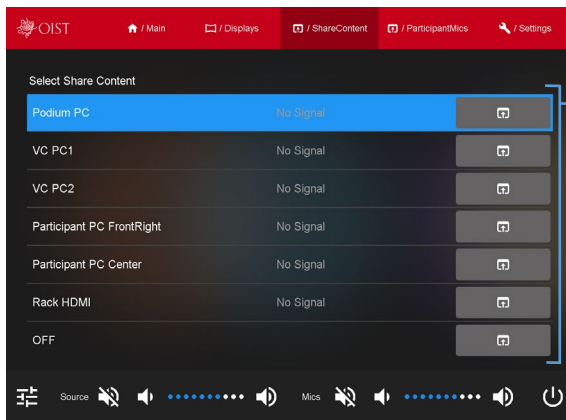 OIST / Main / Displays / ShareContent / ParticipantMics / Settings
Select Share Content
Podium PC No Signal
VC PC1 No Signal
VC PC2 No Signal
Participant PC FrontRight No Signal
Participant PC Center No Signal
Rack HDMI No Signal
OFF
Source Mics